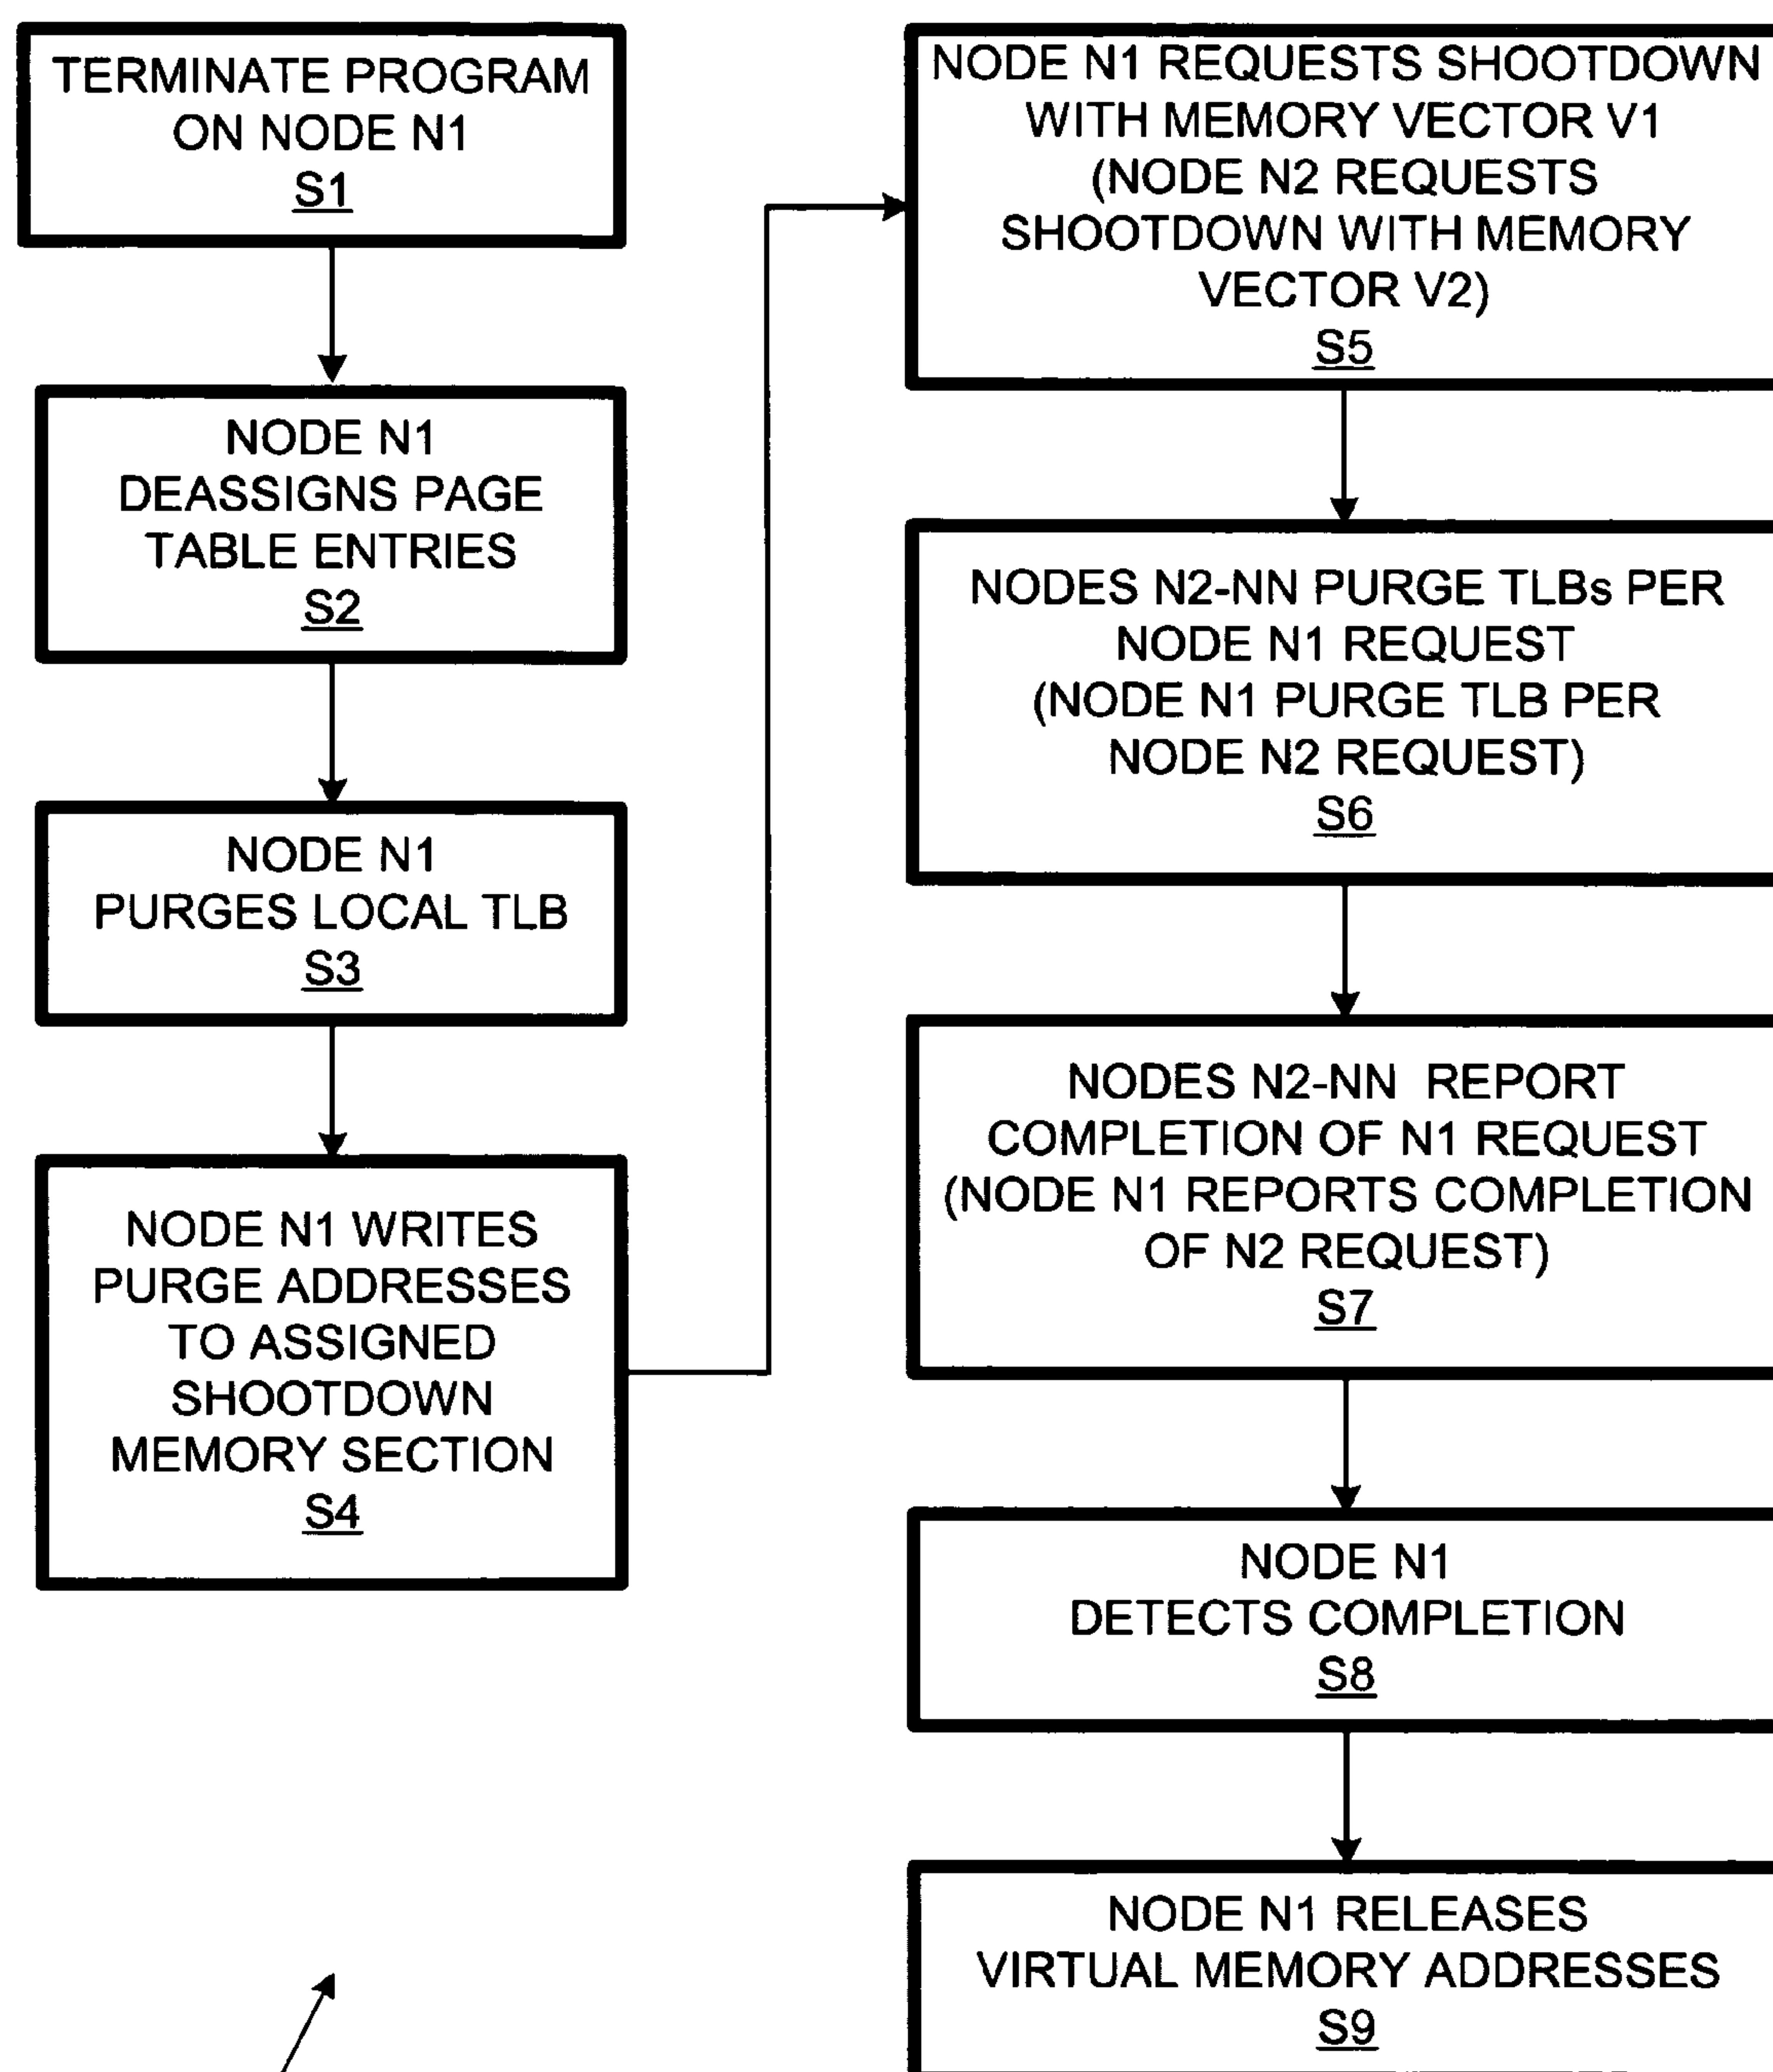 TERMINATE PROGRAM
ON NODE N1
S1
NODE N1
DEASSIGNS PAGE
TABLE ENTRIES
S2
NODE N1
PURGES LOCAL TLB
S3
NODE N1 WRITES
PURGE ADDRESSES
TO ASSIGNED
SHOOTDOWN
MEMORY SECTION
S4
NODE N1 REQUESTS SHOOTDOWN
WITH MEMORY VECTOR V1
(NODE N2 REQUESTS
SHOOTDOWN WITH MEMORY
VECTOR V2)
S5
NODES N2-NN PURGE TLBs PER
NODE N1 REQUEST
(NODE N1 PURGE TLB PER
NODE N2 REQUEST)
S6
NODES N2-NN REPORT
COMPLETION OF N1 REQUEST
(NODE N1 REPORTS COMPLETION
OF N2 REQUEST)
S7
NODE N1
DETECTS COMPLETION
S8
NODE N1 RELEASES
VIRTUAL MEMORY ADDRESSES
S9